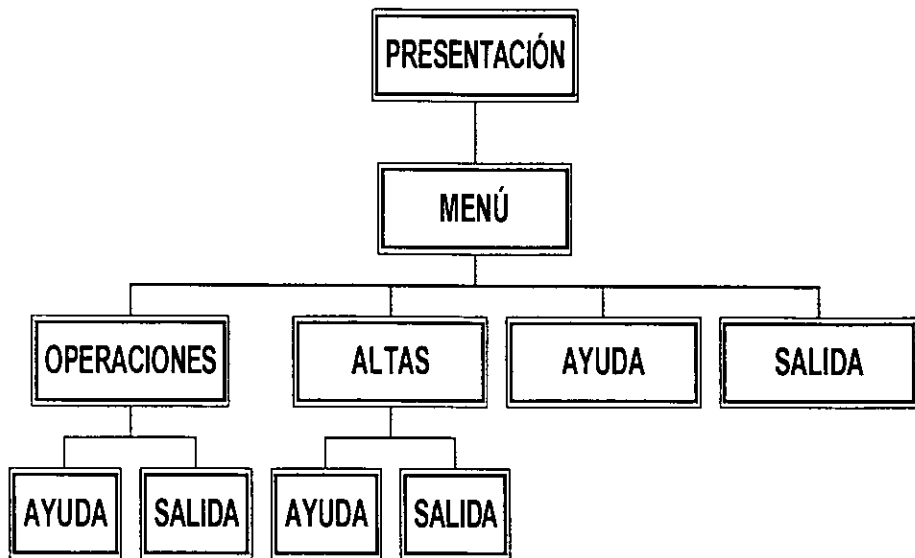 PRESENTACIÓN
MENÚ
OPERACIONES
ALTAS
AYUDA
SALIDA
AYUDA
SALIDA
AYUDA
SALIDA